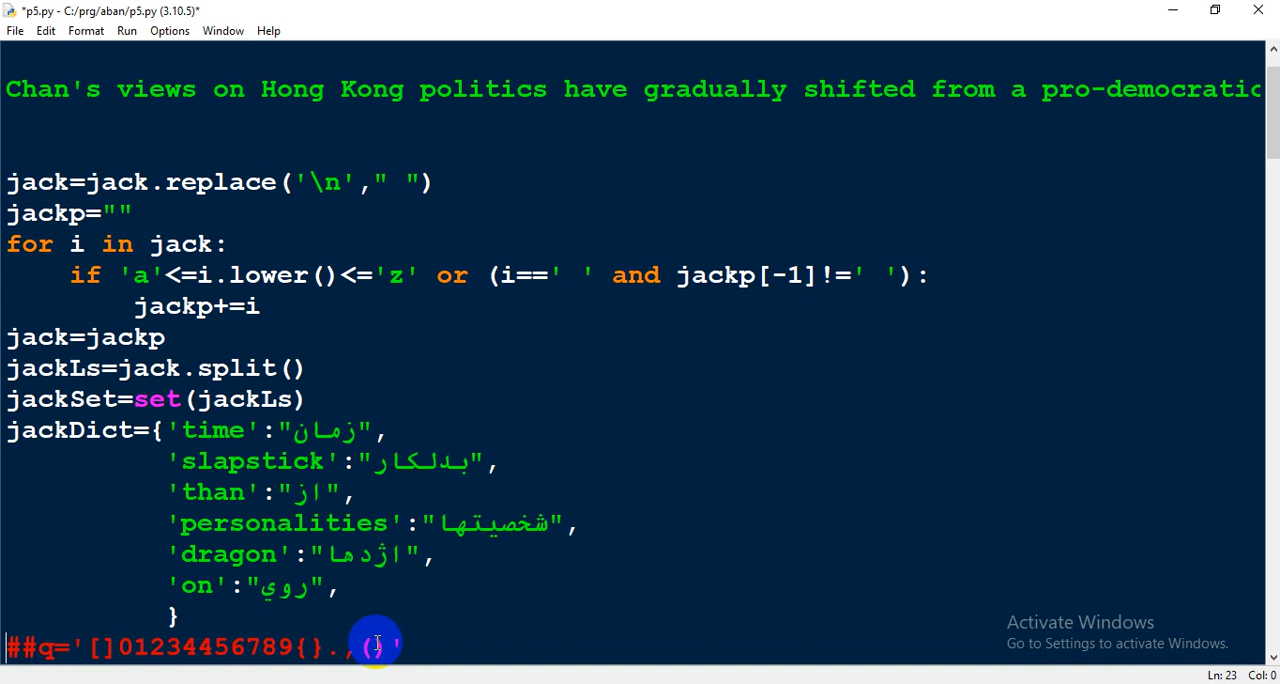 *p5.py - C:/prg/aban/p5.py (3.10.5)*
File Edit Format Run Options Window Help
Chan's views on Hong Kong politics have gradually shifted from a pro-democratic
jack=jack.replace('\n'," ")
jackp=""
for i in jack:
    if 'a'<=i.lower()<='z' or (i==' ' and jackp[-1]!=' '):
        jackp+=i
jack=jackp
jackLs=jack.split()
jackSet=set(jackLs)
jackDict={'time':"زمان",
          'slapstick':"بدلكار",
          'than':"از",
          'personalities':"شخصيتها",
          'dragon':"اژدها",
          'on':"روي",
          }
##q='[]01234456789{}.,()'
Activate Windows
Go to Settings to activate Windows.
Ln: 23 Col: 0